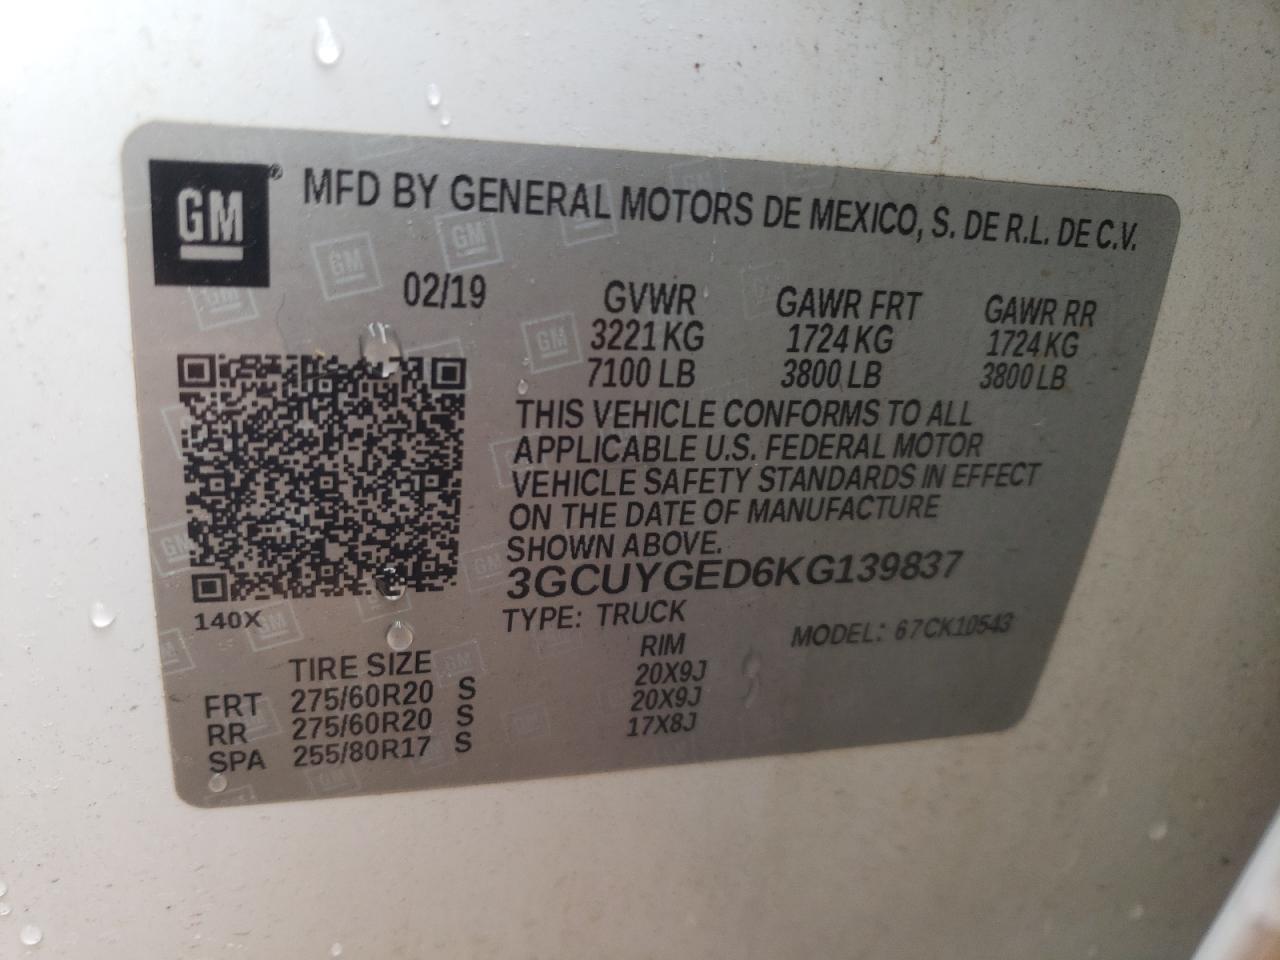 GM
MFD BY GENERAL MOTORS DE MEXICO, S. DE R.L. DE C.V.
02/19
GVWR GAWR FRT GAWR RR
3221 KG 1724 KG 1724 KG
7100 LB 3800 LB 3800 LB
THIS VEHICLE CONFORMS TO ALL
APPLICABLE U.S. FEDERAL MOTOR
VEHICLE SAFETY STANDARDS IN EFFECT
ON THE DATE OF MANUFACTURE
SHOWN ABOVE.
3GCUYGED6KG139837
140X
TYPE: TRUCK MODEL: 67CK10543
TIRE SIZE RIM
FRT 275/60R20 S 20X9J
RR 275/60R20 S 20X9J
SPA 255/80R17 S 17X8J